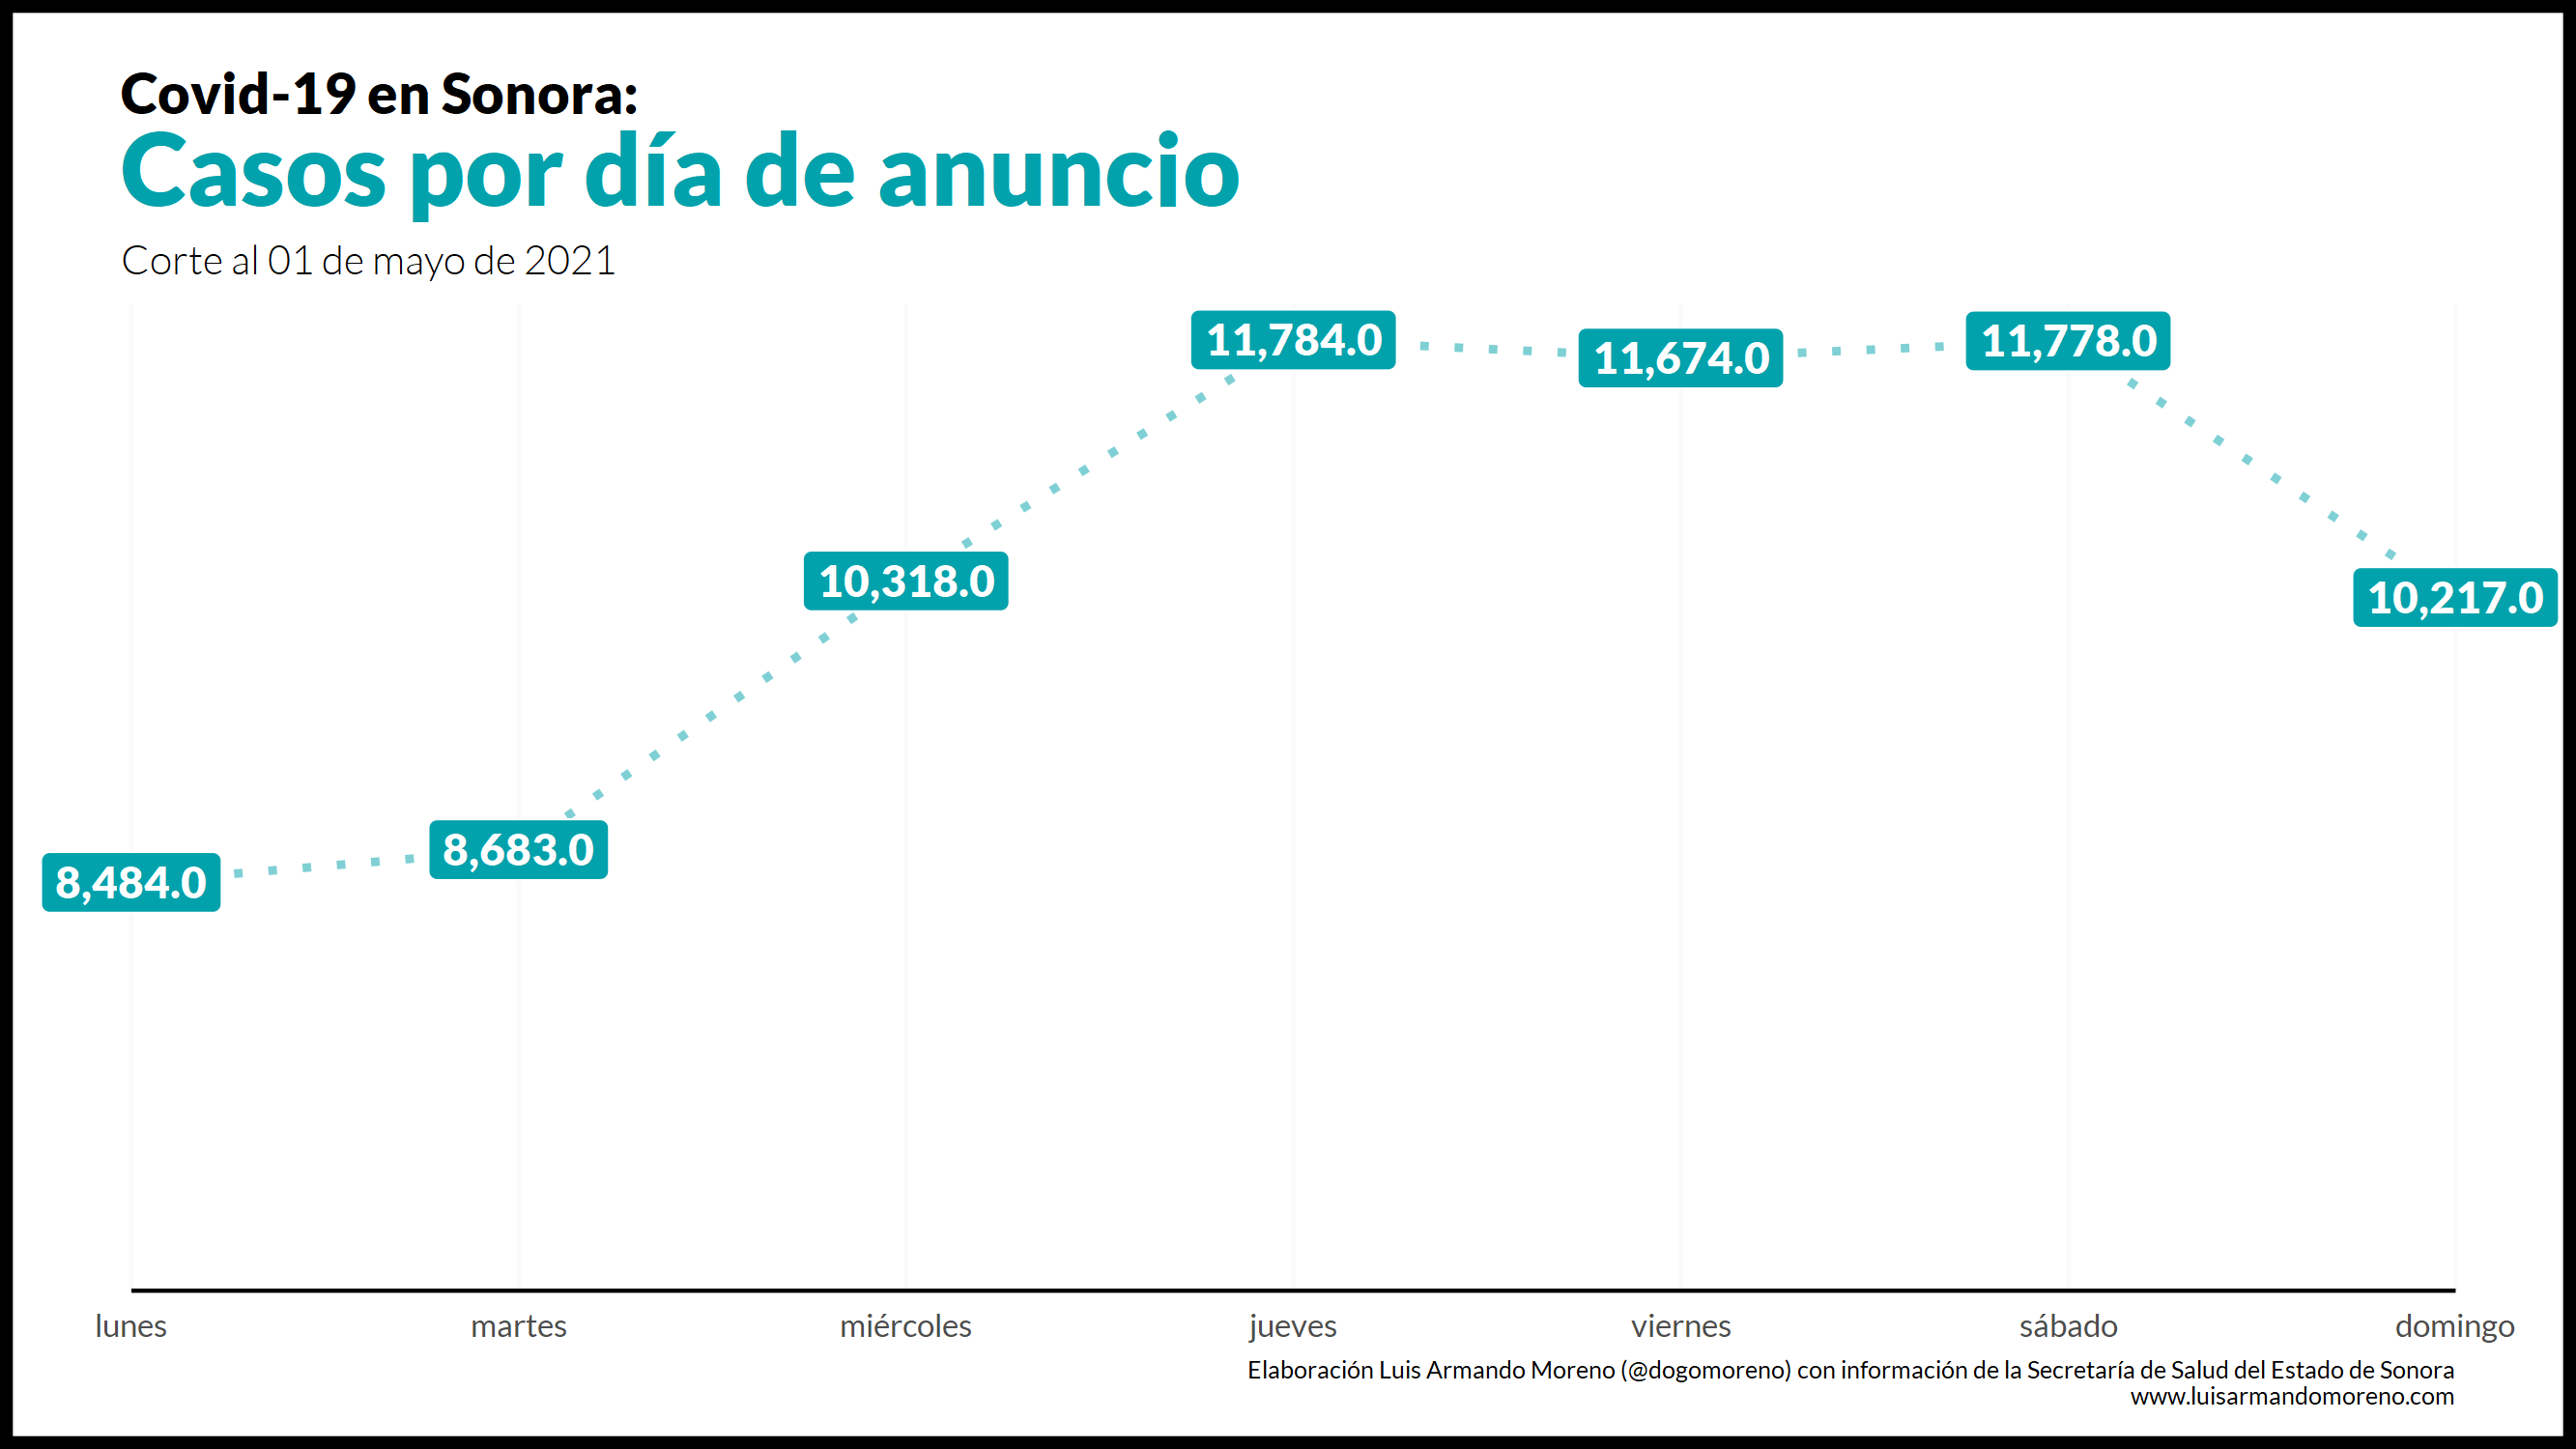 Covid-19 en Sonora:
Casos por día de anuncio
Corte al 01 de mayo de 2021
11,784.0
11,674.0
11,778.0
10,318.0
10,217.0
8,683.0
8,484.0
lunes martes miércoles jueves viernes sábado domingo
Elaboración Luis Armando Moreno (@dogomoreno) con información de la Secretaría de Salud del Estado de Sonora
www.luisarmandomoreno.com